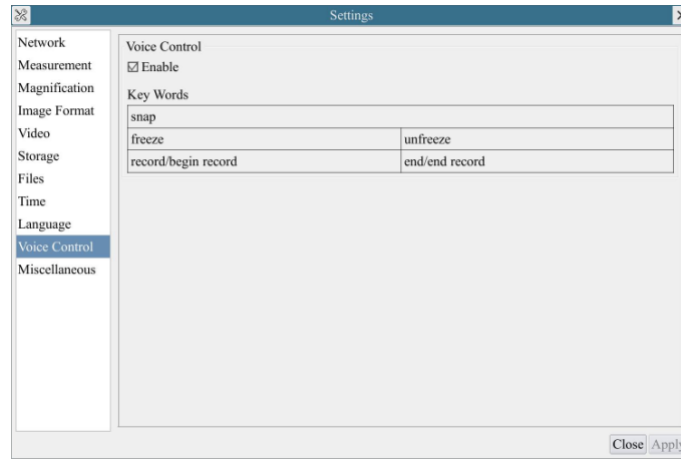 Settings
Network
Measurement
Magnification
Image Format
Video
Storage
Files
Time
Language
Voice Control
Miscellaneous
Voice Control
Enable
Key Words
snap
freeze unfreeze
record/begin record end/end record
Close Apply